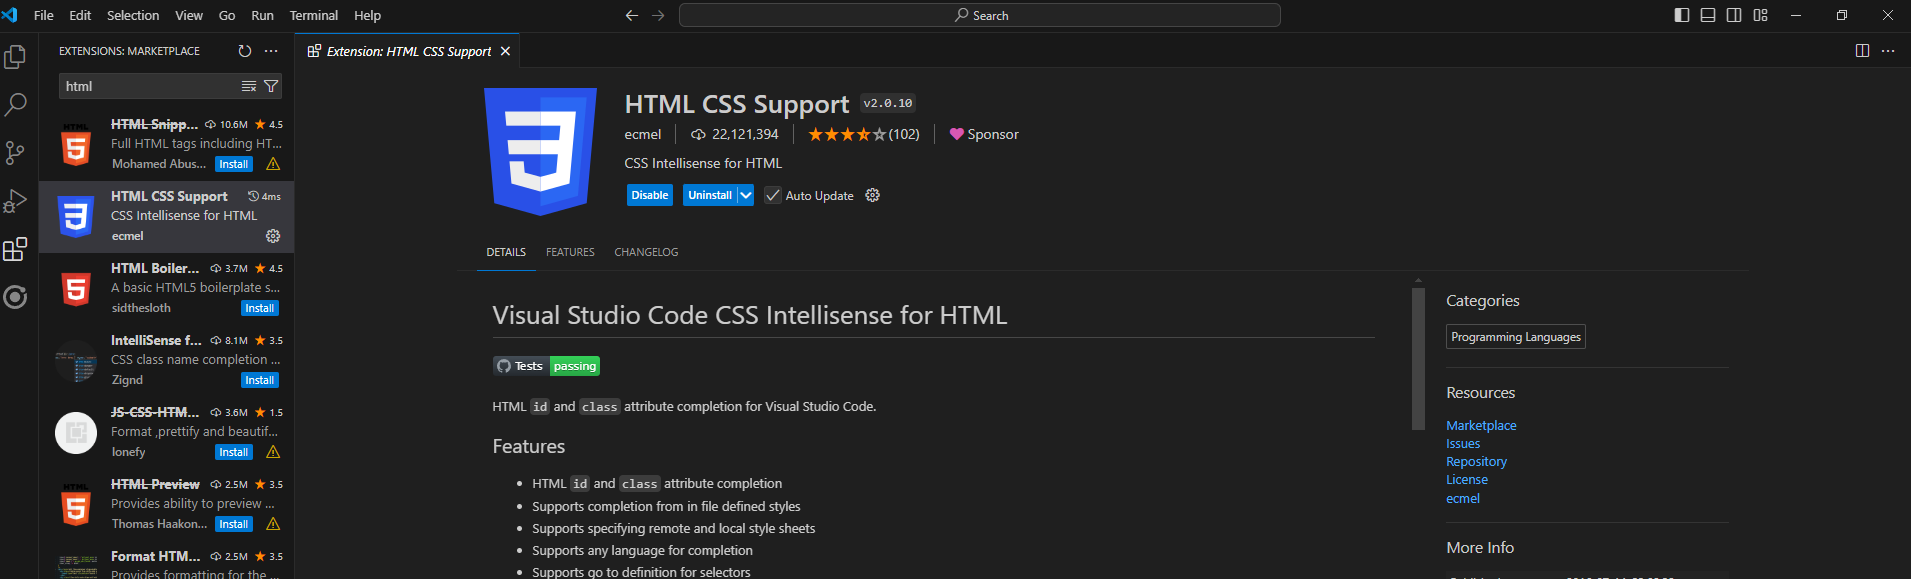 File Edit Selection View Go Run Terminal Help Search
EXTENSIONS: MARKETPLACE
Extension: HTML CSS Support
html
HTML Snipp... 10.6M 4.5
Full HTML tags including HT...
Mohamed Abus... Install
HTML CSS Support 4ms
CSS Intellisense for HTML
ecmel
HTML Boiler... 3.7M 4.5
A basic HTML5 boilerplate s...
sidthesloth Install
IntelliSense f... 8.1M 3.5
CSS class name completion ...
Zignd Install
JS-CSS-HTM... 3.6M 1.5
Format ,prettify and beautif...
lonefy Install
HTML Preview 2.5M 3.5
Provides ability to preview ...
Thomas Haakon... Install
Format HTM... 2.5M 3.5
Provides formatting for the ...
HTML CSS Support v2.0.10
ecmel 22,121,394 (102) Sponsor
CSS Intellisense for HTML
Disable Uninstall Auto Update
DETAILS FEATURES CHANGELOG
Visual Studio Code CSS Intellisense for HTML
Tests passing
HTML id and class attribute completion for Visual Studio Code.
Features
• HTML id and class attribute completion
• Supports completion from in file defined styles
• Supports specifying remote and local style sheets
• Supports any language for completion
• Supports go to definition for selectors
Categories
Programming Languages
Resources
Marketplace
Issues
Repository
License
ecmel
More Info